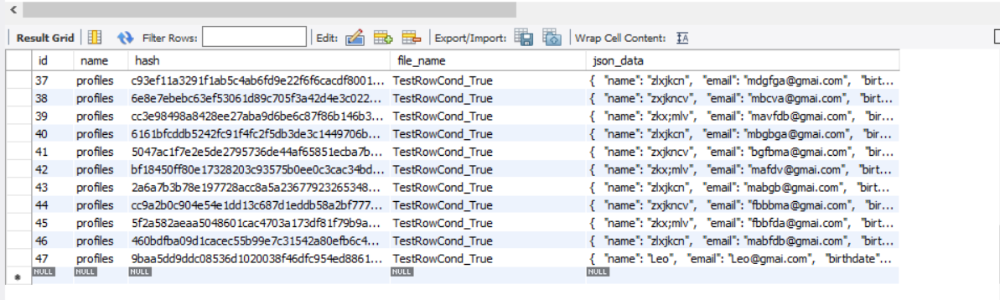 Result Grid Filter Rows: Edit: Export/Import: Wrap Cell Content: IA
id name hash file_name json_data
37 profiles c93ef11a3291f1ab5c4ab6fd9e22f6f6cacdf8001... TestRowCond_True { "name": "zlxjkcn", "email": "mdgfga@gmai.com", "birt...
38 profiles 6e8e7ebebc63ef53061d89c705f3a42d4e3c022... TestRowCond_True { "name": "zxjkncv", "email": "mbcva@gmai.com", "birt...
39 profiles cc3e98498a8428ee27aba9d6be6c87f86b146b3... TestRowCond_True { "name": "zkx;mlv", "email": "mavfdb@gmai.com", "bir...
40 profiles 6161bfcddb5242fc91f4fc2f5db3de3c1449706b... TestRowCond_True { "name": "zlxjkcn", "email": "mbgbga@gmai.com", "bir...
41 profiles 5047ac1f7e2e5de2795736de44af65851ecba7b... TestRowCond_True { "name": "zxjkncv", "email": "bgfbma@gmai.com", "bir...
42 profiles bf18450ff80e17328203c93575b0ee0c3cac34bd... TestRowCond_True { "name": "zkx;mlv", "email": "mafdv@gmai.com", "birt...
43 profiles 2a6a7b3b78e197728acc8a5a23677923265348... TestRowCond_True { "name": "zlxjkcn", "email": "mabgb@gmai.com", "birt...
44 profiles cc9a2b0c904e54e1dd13c687d1eddb58a2bf777... TestRowCond_True { "name": "zxjkncv", "email": "fbbbma@gmai.com", "bir...
45 profiles 5f2a582aeaa5048601cac4703a173df81f79b9a... TestRowCond_True { "name": "zkx;mlv", "email": "fbbfda@gmai.com", "birt...
46 profiles 460bdfba09d1cacec55b99e7c31542a80efb6c4... TestRowCond_True { "name": "zlxjkcn", "email": "mabfdb@gmai.com", "birt...
47 profiles 9baa5dd9ddc08536d1020038f46dfc954ed8861... TestRowCond_True { "name": "Leo", "email": "Leo@gmai.com", "birthdate"...
NULL NULL NULL NULL NULL